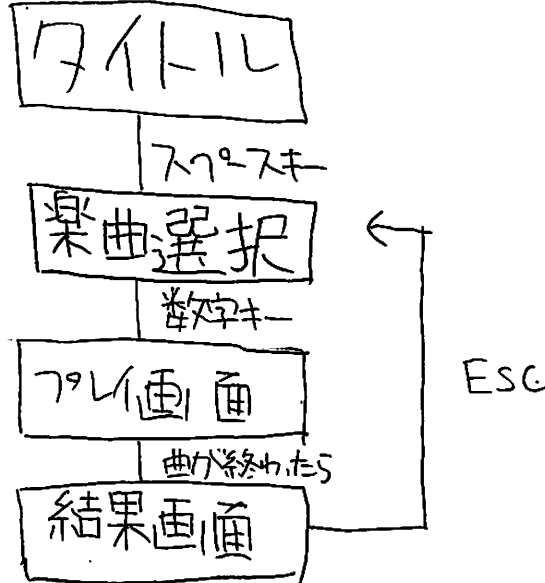 タイトル
スペースキー
楽曲選択
数字キー
プレイ画面
ESC
曲が終わったら
結果画面